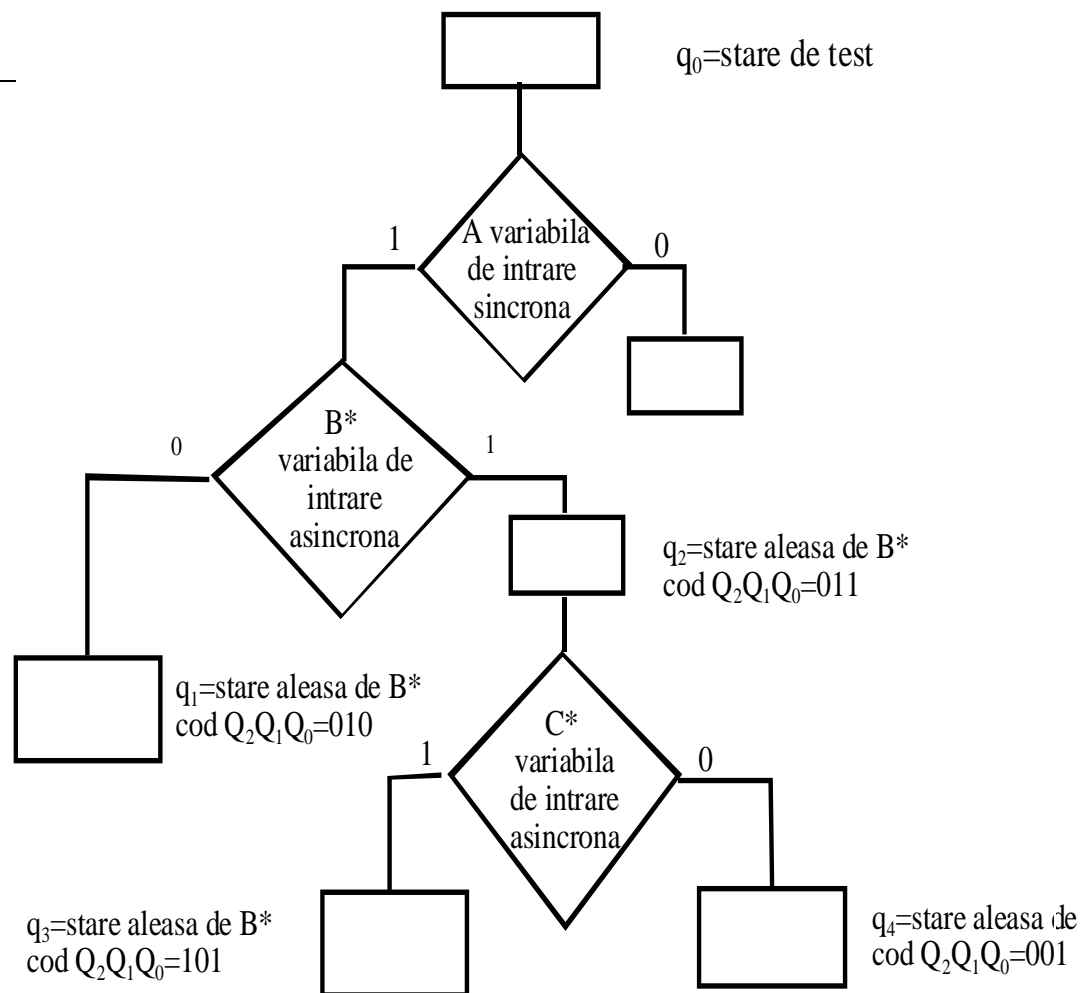 q₀=stare de test
A variabila
de intrare
sincrona
1
0
B*
variabila de
intrare
asincrona
0
1
q₂=stare aleasa de B*
cod Q₂Q₁Q₀=011
q₁=stare aleasa de B*
cod Q₂Q₁Q₀=010
C*
variabila
de intrare
asincrona
1
0
q₃=stare aleasa de B*
cod Q₂Q₁Q₀=101
q₄=stare aleasa de
cod Q₂Q₁Q₀=001